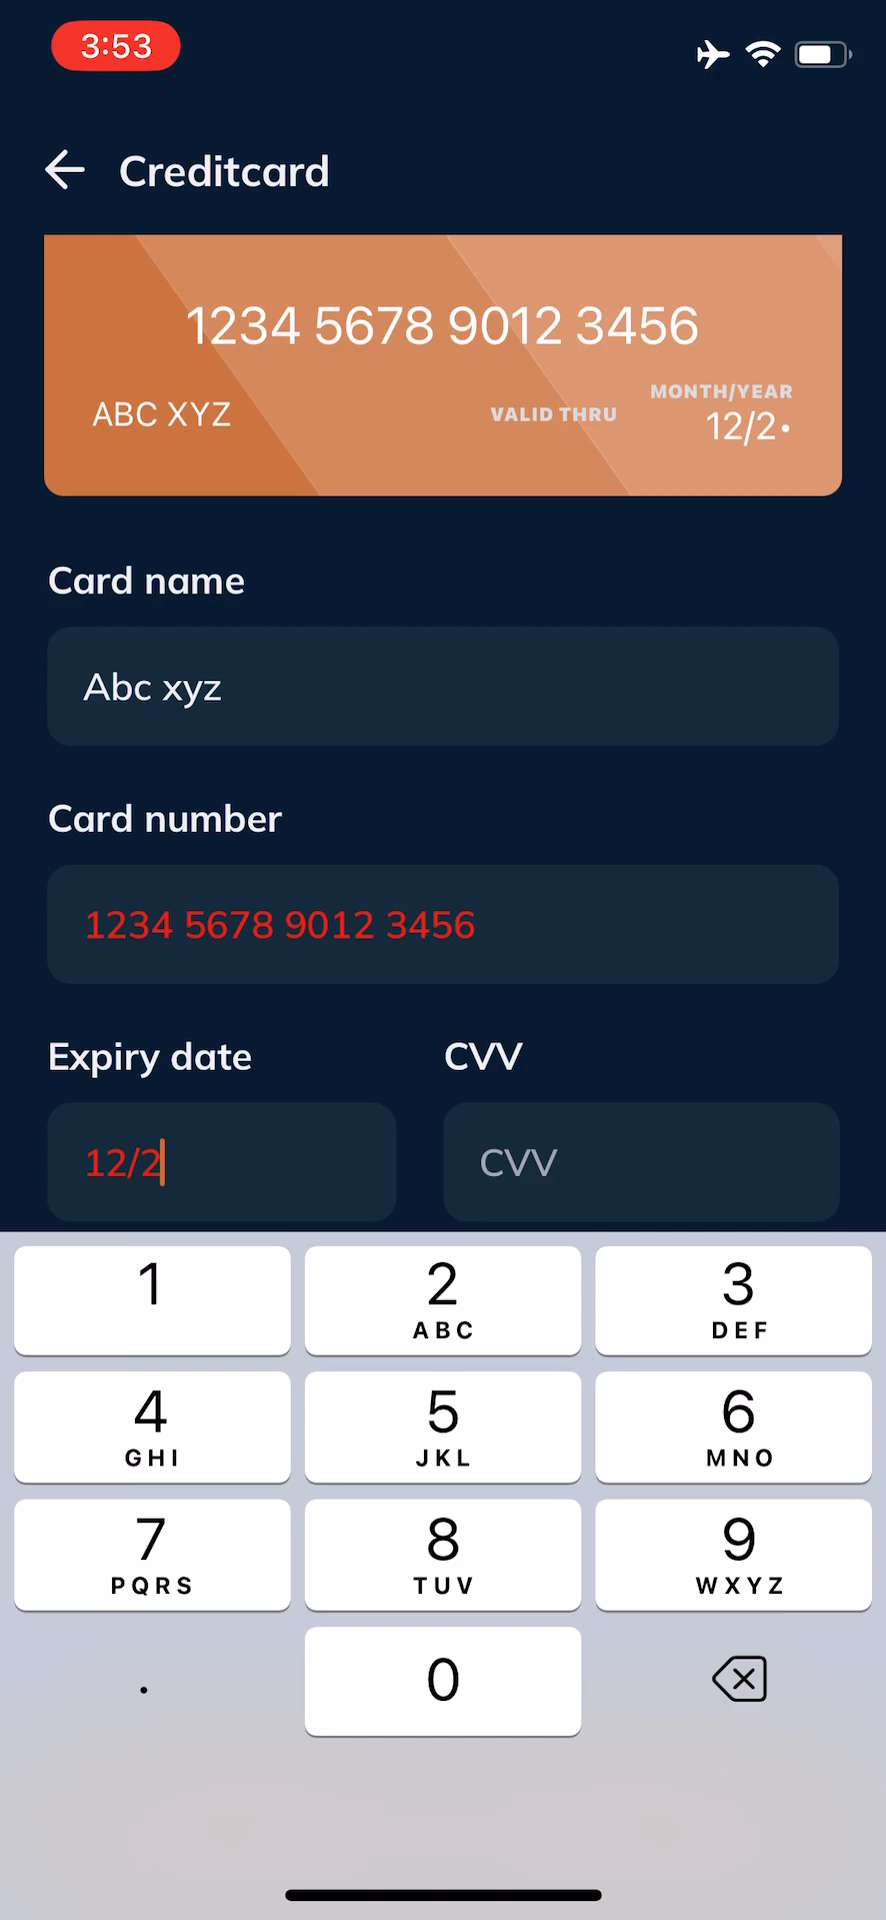 3:53
Creditcard
1234 5678 9012 3456
MONTH/YEAR
ABC XYZ VALID THRU 12/2•
Card name
Abc xyz
Card number
1234 5678 9012 3456
Expiry date CVV
12/2 CVV
1 2 3
ABC DEF
4 5 6
GHI JKL MNO
7 8 9
PQRS TUV WXYZ
. 0